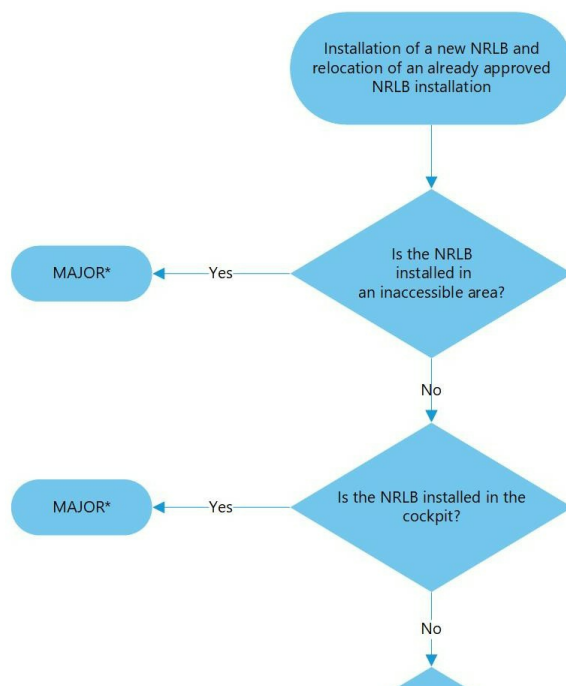 Installation of a new NRLB and
relocation of an already approved
NRLB installation
Is the NRLB
installed in
an inaccessible area?
Yes
MAJOR*
No
Is the NRLB installed in the
cockpit?
Yes
MAJOR*
No